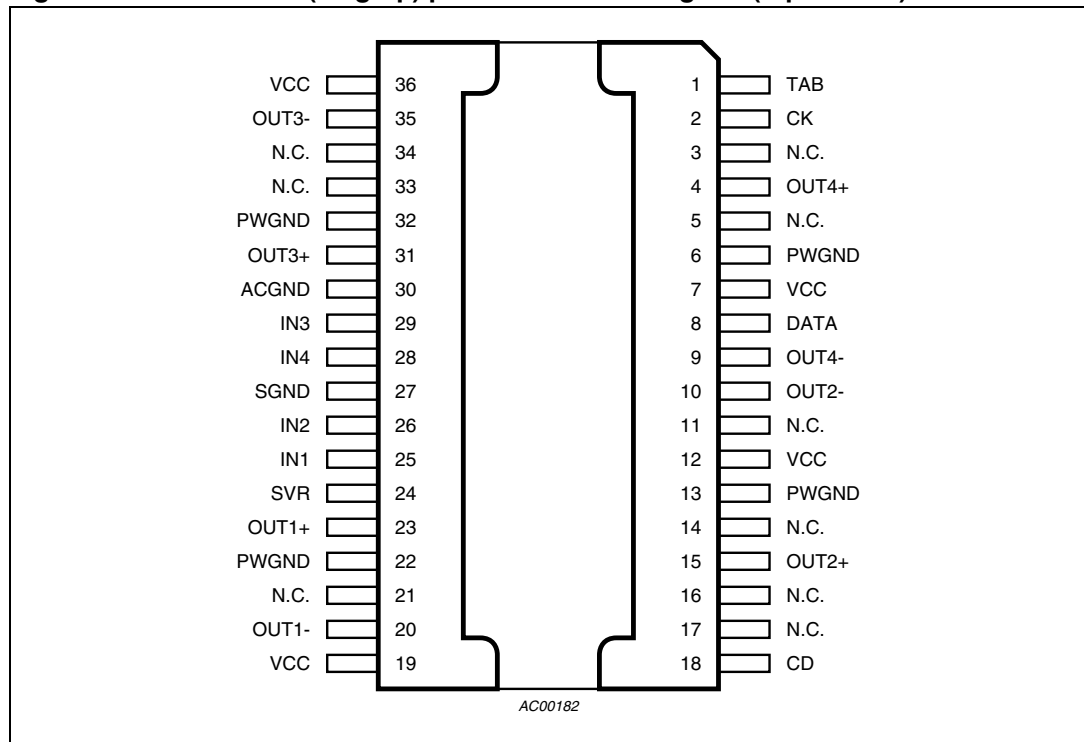 VCC 36 1 TAB
OUT3- 35 2 CK
N.C. 34 3 N.C.
N.C. 33 4 OUT4+
PWGND 32 5 N.C.
OUT3+ 31 6 PWGND
ACGND 30 7 VCC
IN3 29 8 DATA
IN4 28 9 OUT4-
SGND 27 10 OUT2-
IN2 26 11 N.C.
IN1 25 12 VCC
SVR 24 13 PWGND
OUT1+ 23 14 N.C.
PWGND 22 15 OUT2+
N.C. 21 16 N.C.
OUT1- 20 17 N.C.
VCC 19 18 CD
AC00182